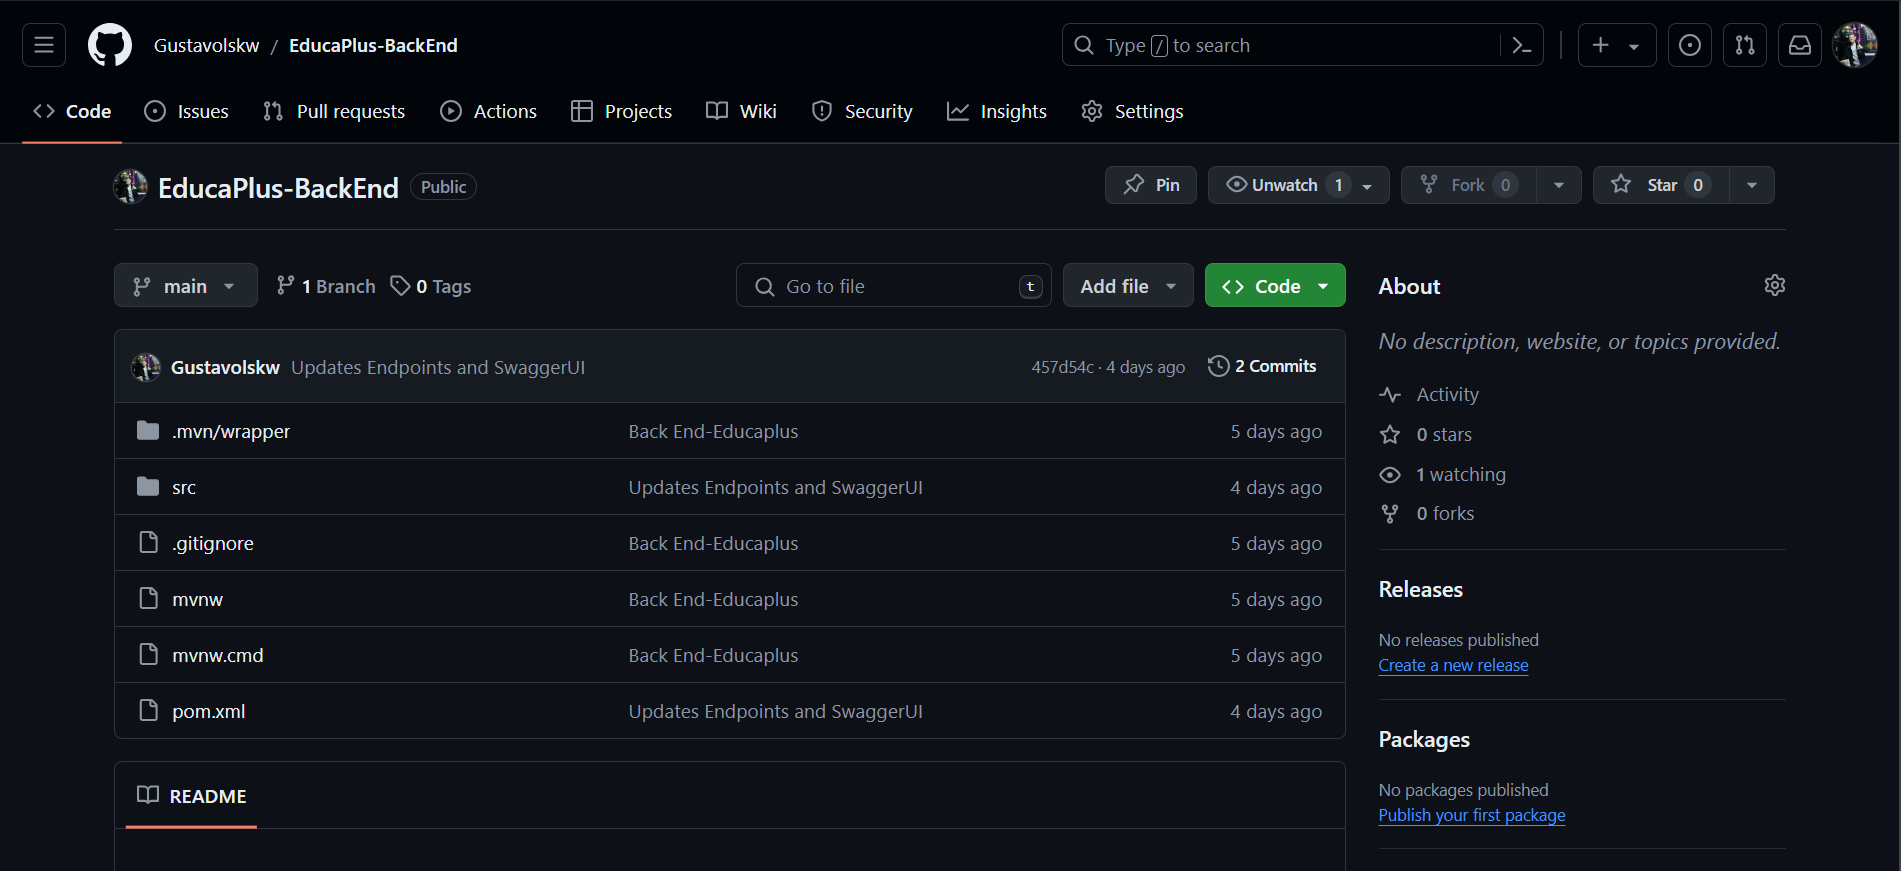 Gustavolskw / EducaPlus-BackEnd
Type / to search
Code Issues Pull requests Actions Projects Wiki Security Insights Settings
EducaPlus-BackEnd Public
Pin Unwatch 1 Fork 0 Star 0
main 1 Branch 0 Tags Go to file t Add file Code
Gustavolskw Updates Endpoints and SwaggerUI 457d54c · 4 days ago 2 Commits
.mvn/wrapper Back End-Educaplus 5 days ago
src Updates Endpoints and SwaggerUI 4 days ago
.gitignore Back End-Educaplus 5 days ago
mvnw Back End-Educaplus 5 days ago
mvnw.cmd Back End-Educaplus 5 days ago
pom.xml Updates Endpoints and SwaggerUI 4 days ago
README
About
No description, website, or topics provided.
Activity
0 stars
1 watching
0 forks
Releases
No releases published
Create a new release
Packages
No packages published
Publish your first package